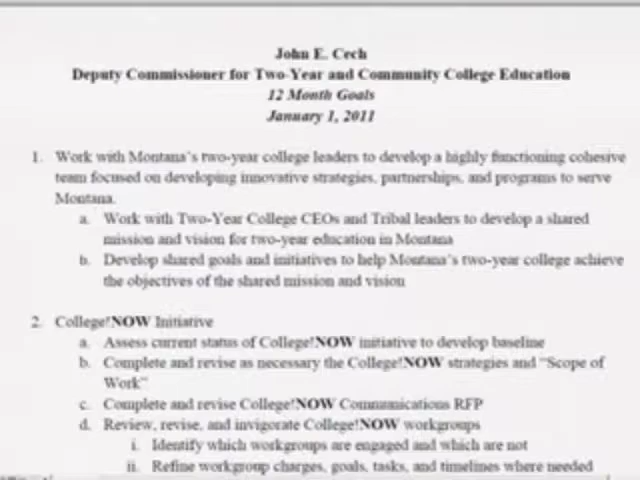 John E. Cech
Deputy Commissioner for Two-Year and Community College Education
12 Month Goals
January 1, 2011
1. Work with Montana's two-year college leaders to develop a highly functioning cohesive
team focused on developing innovative strategies, partnerships, and programs to serve
Montana.
a. Work with Two-Year College CEOs and Tribal leaders to develop a shared
mission and vision for two-year education in Montana
b. Develop shared goals and initiatives to help Montana's two-year college achieve
the objectives of the shared mission and vision
2. College!NOW Initiative
a. Assess current status of College!NOW initiative to develop baseline
b. Complete and revise as necessary the College!NOW strategies and "Scope of
Work"
c. Complete and revise College!NOW Communications RFP
d. Review, revise, and invigorate College!NOW workgroups
i. Identify which workgroups are engaged and which are not
ii. Refine workgroup charges, goals, tasks, and timelines where needed